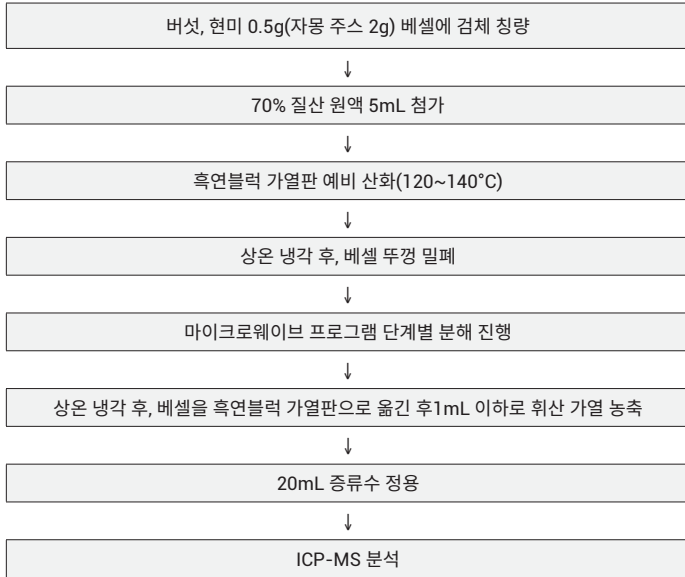 버섯, 현미 0.5g(자몽 주스 2g) 베셀에 검체 칭량
↓
70% 질산 원액 5mL 첨가
↓
흑연블럭 가열판 예비 산화(120~140°C)
↓
상온 냉각 후, 베셀 뚜껑 밀폐
↓
마이크로웨이브 프로그램 단계별 분해 진행
↓
상온 냉각 후, 베셀을 흑연블럭 가열판으로 옮긴 후1mL 이하로 휘산 가열 농축
↓
20mL 증류수 정용
↓
ICP-MS 분석